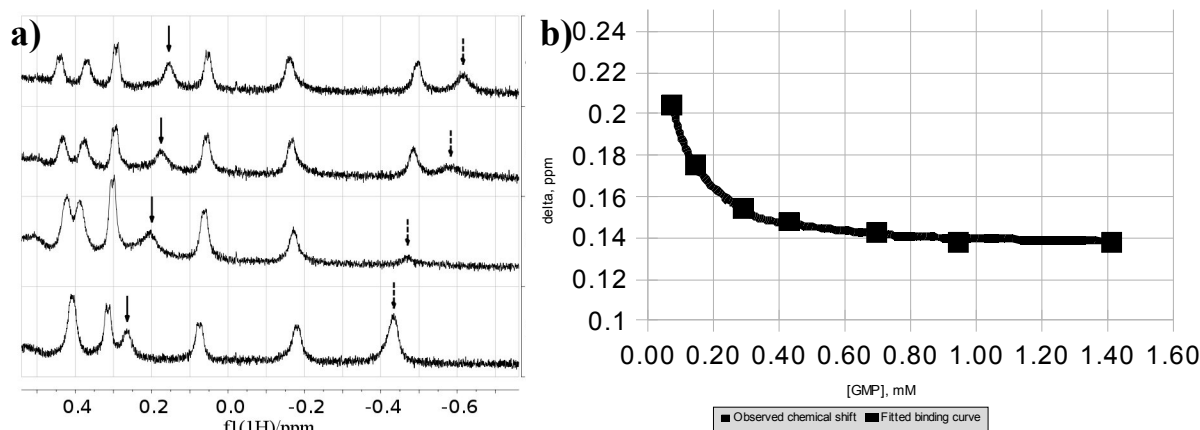 a)
0.4 0.2 0.0 -0.2 -0.4 -0.6
f1(1H)/ppm
b)
0.24
0.22
0.2
0.18
0.16
0.14
0.12
0.1
delta, ppm
0.00 0.20 0.40 0.60 0.80 1.00 1.20 1.40 1.60
[GMP], mM
Observed chemical shift Fitted binding curve